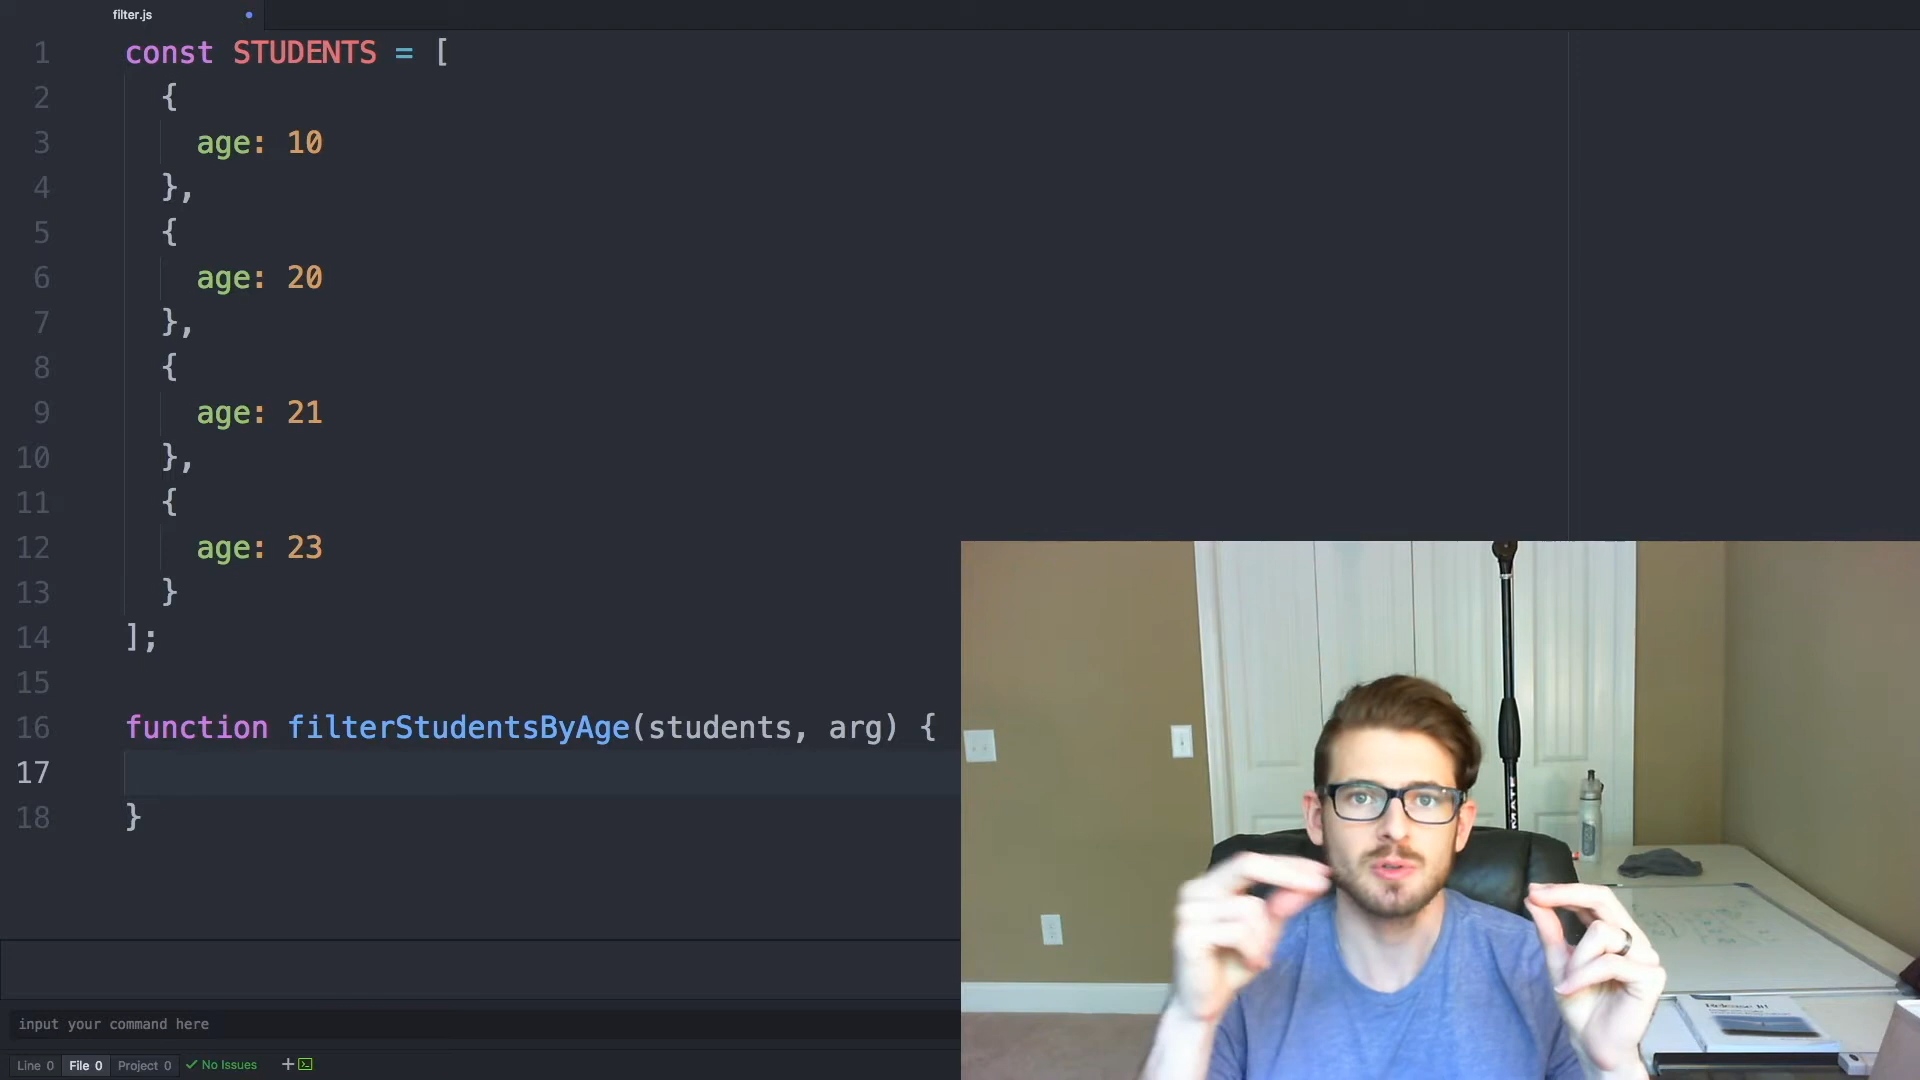 filter.js
1 const STUDENTS = [
2 {
3 age: 10
4 },
5 {
6 age: 20
7 },
8 {
9 age: 21
10 },
11 {
12 age: 23
13 }
14 ];
15
16 function filterStudentsByAge(students, arg) {
17
18 }
input your command here
Line 0 File 0 Project 0 No Issues